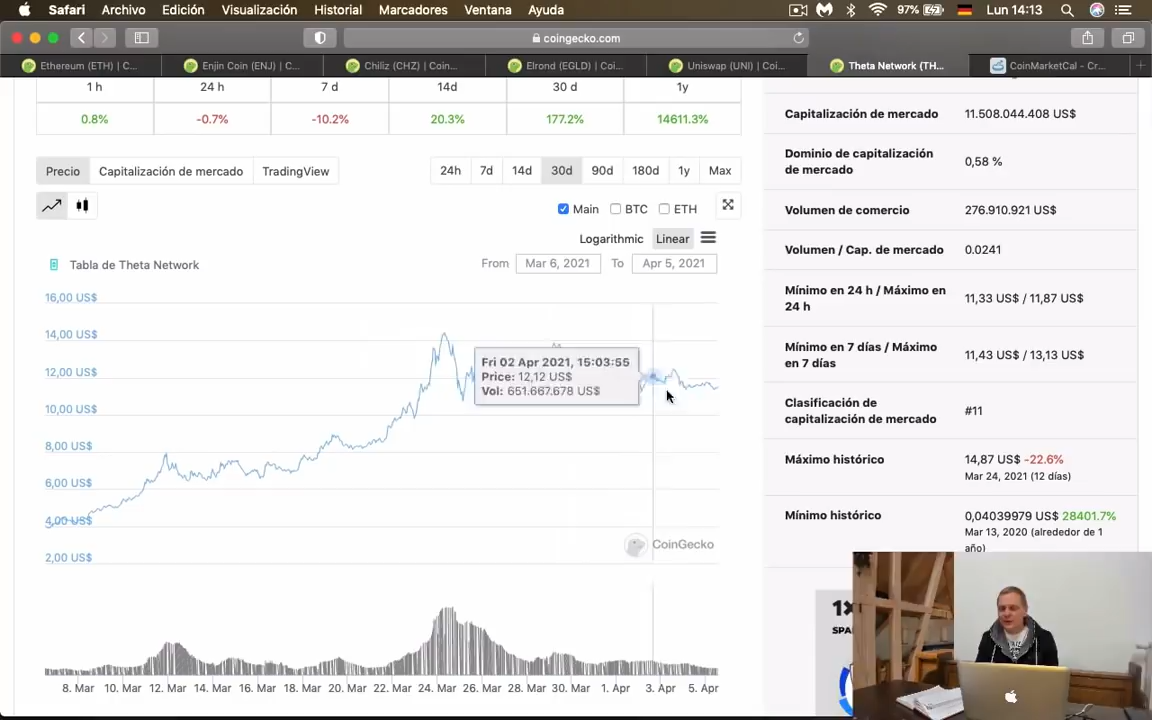 Safari Archivo Edición Visualización Historial Marcadores Ventana Ayuda 97% Lun 14:13
coingecko.com
Ethereum (ETH) | C... Enjin Coin (ENJ) | C... Chiliz (CHZ) | Coin... Elrond (EGLD) | Coi... Uniswap (UNI) | Coi... Theta Network (TH... CoinMarketCal - Cr...
1 h 24 h 7 d 14d 30 d 1y
0.8% -0.7% -10.2% 20.3% 177.2% 14611.3%
Precio Capitalización de mercado TradingView 24h 7d 14d 30d 90d 180d 1y Max
Main BTC ETH
Logarithmic Linear
Tabla de Theta Network From Mar 6, 2021 To Apr 5, 2021
16,00 US$
14,00 US$
12,00 US$
10,00 US$
8,00 US$
6,00 US$
4,00 US$
2,00 US$
Fri 02 Apr 2021, 15:03:55
Price: 12,12 US$
Vol: 651.667.678 US$
CoinGecko
8. Mar 10. Mar 12. Mar 14. Mar 16. Mar 18. Mar 20. Mar 22. Mar 24. Mar 26. Mar 28. Mar 30. Mar 1. Apr 3. Apr 5. Apr
Capitalización de mercado 11.508.044.408 US$
Dominio de capitalización
de mercado 0,58 %
Volumen de comercio 276.910.921 US$
Volumen / Cap. de mercado 0.0241
Mínimo en 24 h / Máximo en
24 h 11,33 US$ / 11,87 US$
Mínimo en 7 días / Máximo
en 7 días 11,43 US$ / 13,13 US$
Clasificación de
capitalización de mercado #11
Máximo histórico 14,87 US$ -22.6%
Mar 24, 2021 (12 días)
Mínimo histórico 0,04039979 US$ 28401.7%
Mar 13, 2020 (alrededor de 1
año)